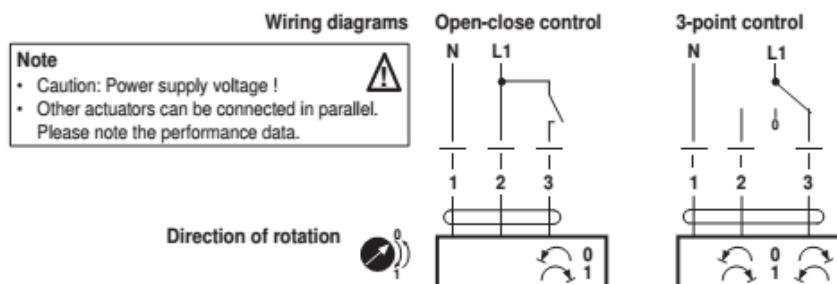 Wiring diagrams Open-close control 3-point control
N L1 N L1
Note
• Caution: Power supply voltage !
• Other actuators can be connected in parallel.
Please note the performance data.
0
1 2 3 1 2 3
Direction of rotation 0 1
0 0
1 1